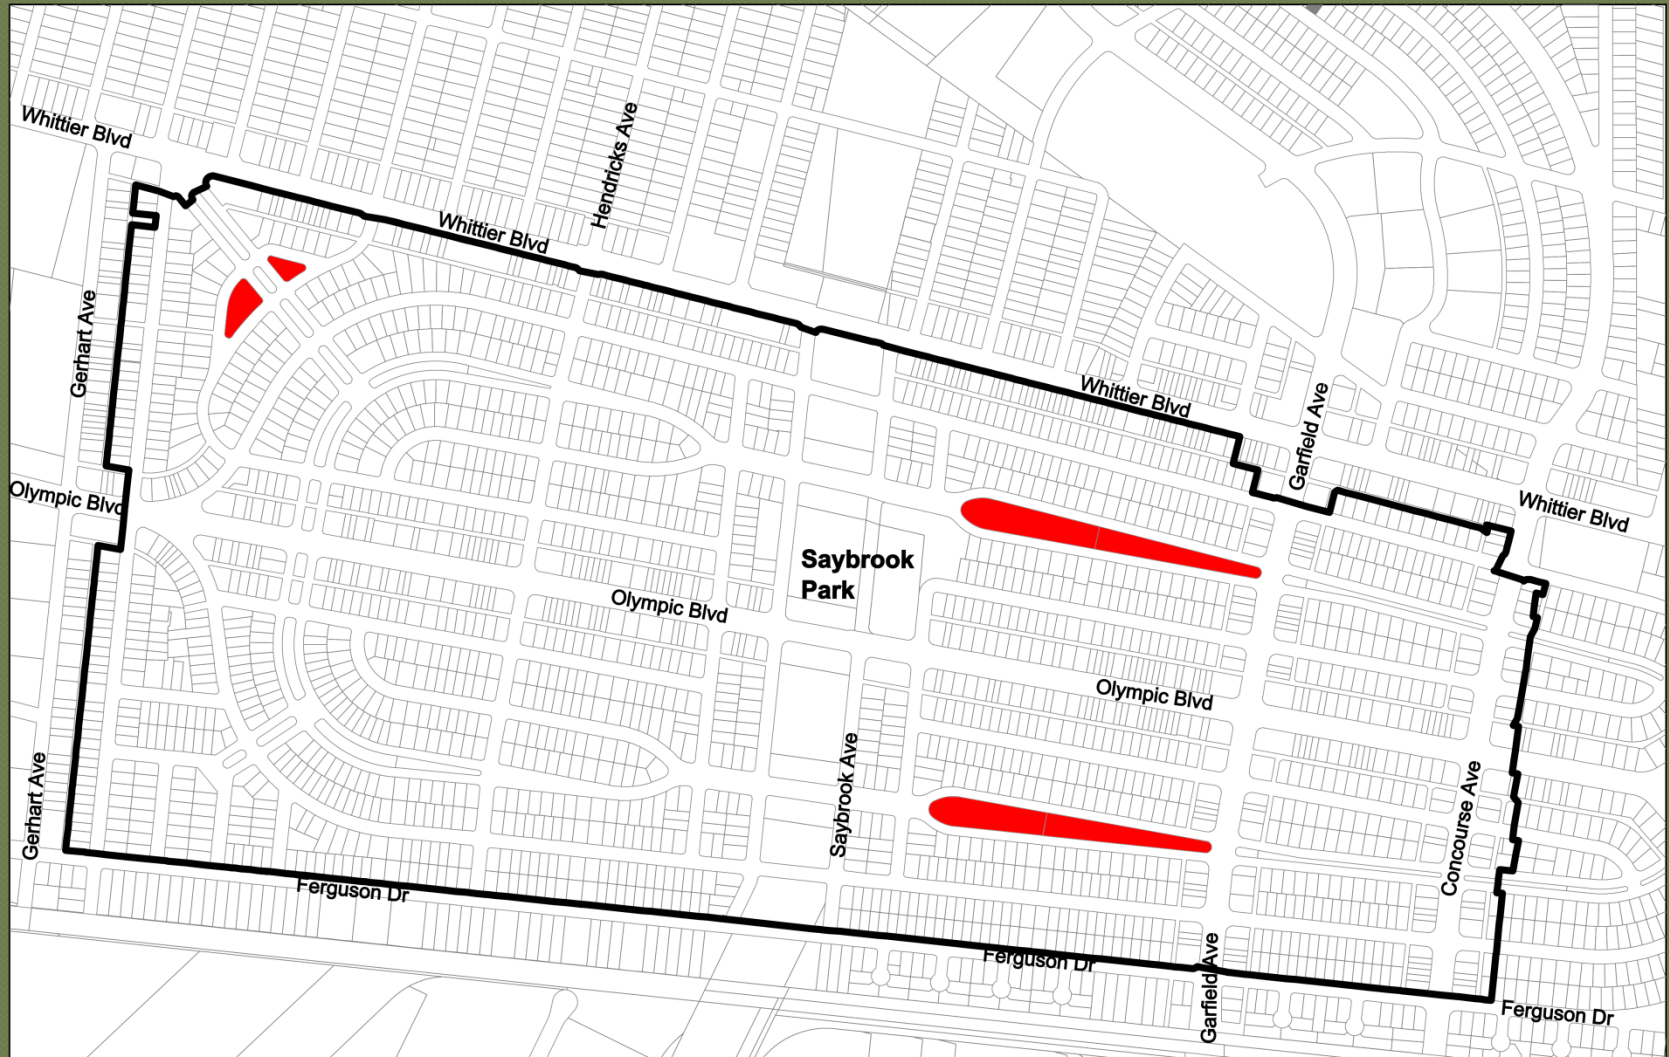 Whittier Blvd
Hendricks Ave
Whittier Blvd
Gerhart Ave
Whittier Blvd
Garfield Ave
Olympic Blvd
Whittier Blvd
Saybrook
Park
Olympic Blvd
Olympic Blvd
Gerhart Ave
Saybrook Ave
Concourse Ave
Ferguson Dr
Ferguson Dr
Garfield Ave
Ferguson Dr